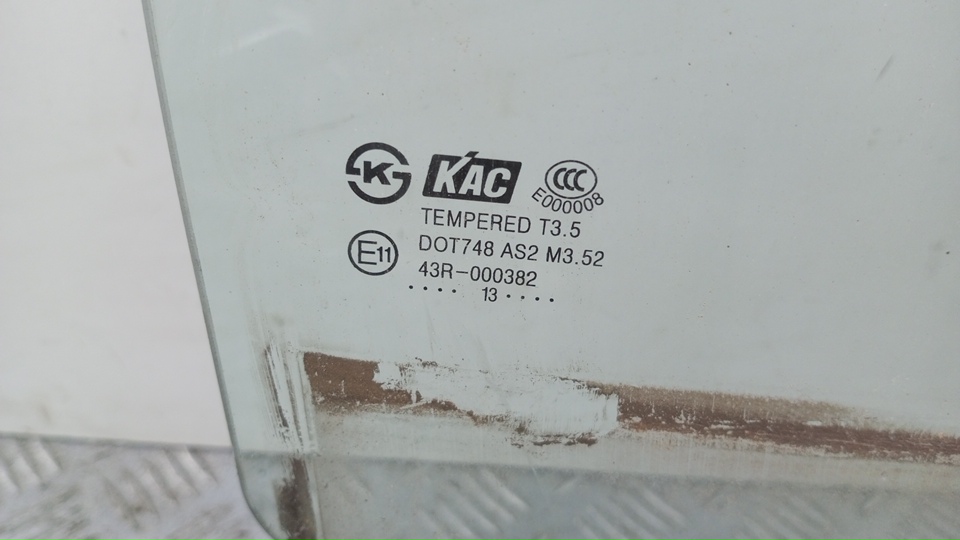 K KAC CCC
E000008
TEMPERED T3.5
E11 DOT748 AS2 M3.52
43R-000382
.... 13 ....